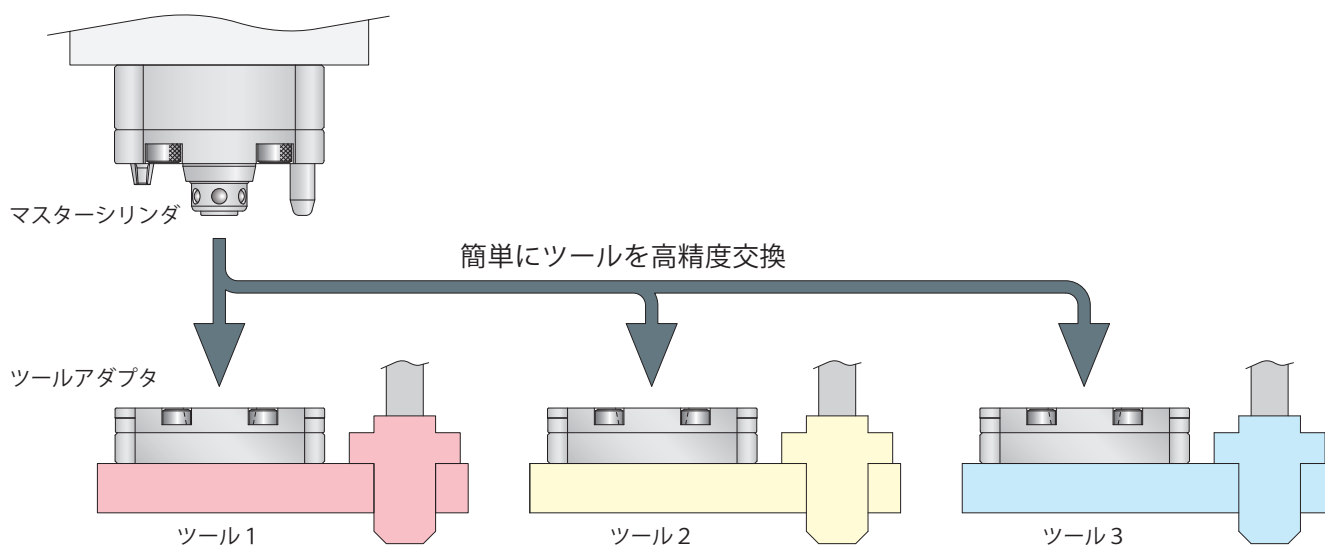 マスターシリンダ
簡単にツールを高精度交換
ツールアダプタ
ツール1
ツール2
ツール3